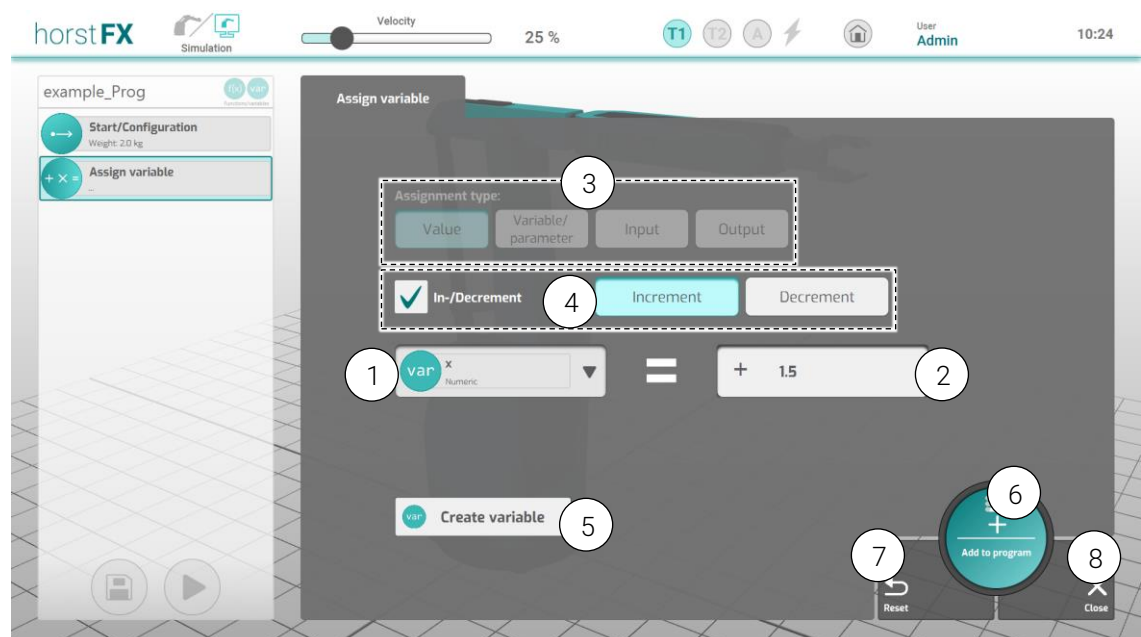 horstFX
Simulation
Velocity
25 %
T1
T2
A
User
Admin
10:24
example_Prog
f(x)
var
Start/Configuration
Weight: 2.0 kg
+ × =
Assign variable
...
Assign variable
3
Assignment type:
Value
Variable/
parameter
Input
Output
In-/Decrement
4
Increment
Decrement
1
var
x
Numeric
=
+
1.5
2
var
Create variable
5
6
+
Add to program
7
Reset
8
Close